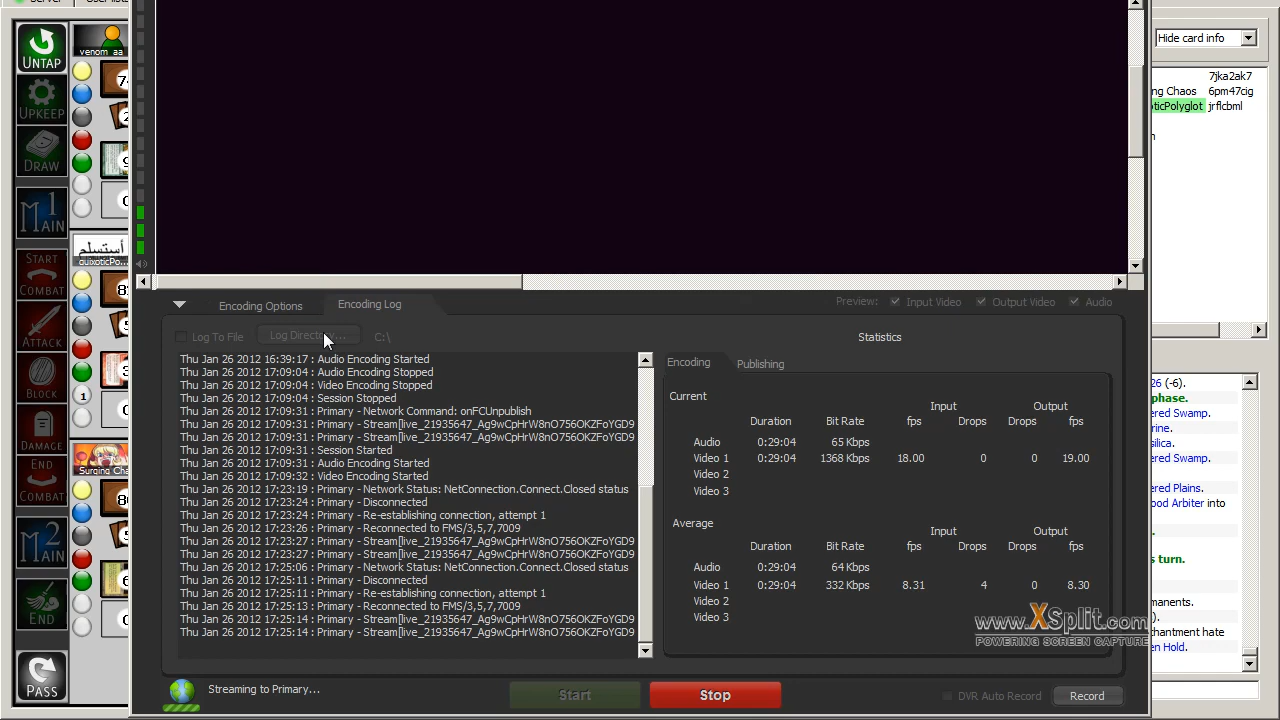 Hide card info
UNTAP
venom_aa
UPKEEP
DRAW
MAIN 1
START COMBAT
ATTACK
BLOCK
DAMAGE
END COMBAT
MAIN 2
END
PASS
أستسلم
quixoticPo...
Surging Cha
1
7jka2ak7
ng Chaos 6pm47cig
ticPolyglot jrflcbml
Encoding Options
Encoding Log
Preview: Input Video Output Video Audio
Log To File
Log Directory...
C:\
Statistics
Thu Jan 26 2012 16:39:17 : Audio Encoding Started
Thu Jan 26 2012 17:09:04 : Audio Encoding Stopped
Thu Jan 26 2012 17:09:04 : Video Encoding Stopped
Thu Jan 26 2012 17:09:04 : Session Stopped
Thu Jan 26 2012 17:09:31 : Primary - Network Command: onFCUnpublish
Thu Jan 26 2012 17:09:31 : Primary - Stream[live_21935647_Ag9wCpHrW8nO756OKZFoYGD9
Thu Jan 26 2012 17:09:31 : Primary - Stream[live_21935647_Ag9wCpHrW8nO756OKZFoYGD9
Thu Jan 26 2012 17:09:31 : Session Started
Thu Jan 26 2012 17:09:31 : Audio Encoding Started
Thu Jan 26 2012 17:09:32 : Video Encoding Started
Thu Jan 26 2012 17:23:19 : Primary - Network Status: NetConnection.Connect.Closed status
Thu Jan 26 2012 17:23:24 : Primary - Disconnected
Thu Jan 26 2012 17:23:24 : Primary - Re-establishing connection, attempt 1
Thu Jan 26 2012 17:23:26 : Primary - Reconnected to FMS/3,5,7,7009
Thu Jan 26 2012 17:23:27 : Primary - Stream[live_21935647_Ag9wCpHrW8nO756OKZFoYGD9
Thu Jan 26 2012 17:23:27 : Primary - Stream[live_21935647_Ag9wCpHrW8nO756OKZFoYGD9
Thu Jan 26 2012 17:25:06 : Primary - Network Status: NetConnection.Connect.Closed status
Thu Jan 26 2012 17:25:11 : Primary - Disconnected
Thu Jan 26 2012 17:25:11 : Primary - Re-establishing connection, attempt 1
Thu Jan 26 2012 17:25:13 : Primary - Reconnected to FMS/3,5,7,7009
Thu Jan 26 2012 17:25:14 : Primary - Stream[live_21935647_Ag9wCpHrW8nO756OKZFoYGD9
Thu Jan 26 2012 17:25:14 : Primary - Stream[live_21935647_Ag9wCpHrW8nO756OKZFoYGD9
Encoding
Publishing
Current
Input Output
Duration Bit Rate fps Drops Drops fps
Audio 0:29:04 65 Kbps
Video 1 0:29:04 1368 Kbps 18.00 0 0 19.00
Video 2
Video 3
Average
Input Output
Duration Bit Rate fps Drops Drops fps
Audio 0:29:04 64 Kbps
Video 1 0:29:04 332 Kbps 8.31 4 0 8.30
Video 2
Video 3
www.XSplit.com
POWERING SCREEN CAPTURE
Streaming to Primary...
Start
Stop
DVR Auto Record
Record
26 (-6).
phase.
ered Swamp.
rine.
silica.
ered Swamp.
ered Plains.
ood Arbiter into
s turn.
manents.
).
chantment hate
en Hold.